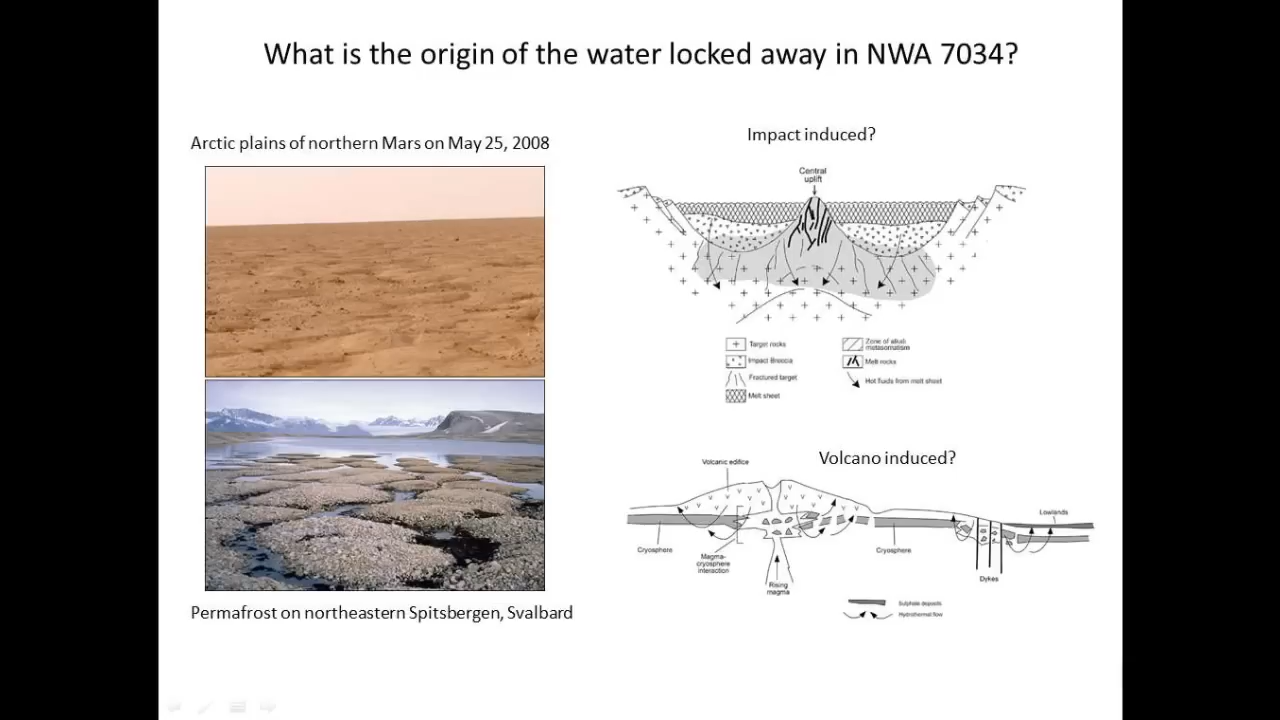 What is the origin of the water locked away in NWA 7034?
Arctic plains of northern Mars on May 25, 2008
Permafrost on northeastern Spitsbergen, Svalbard
Impact induced?
Central
uplift
Target rocks
Impact Breccia
Fractured target
Melt sheet
Zone of alkali
metasomatism
Melt rocks
Hot fluids from melt sheet
Volcano induced?
Volcanic edifice
Lowlands
Cryosphere
Magma-
cryosphere
interaction
Rising
magma
Cryosphere
Dykes
Sulphate deposits
Hydrothermal flow